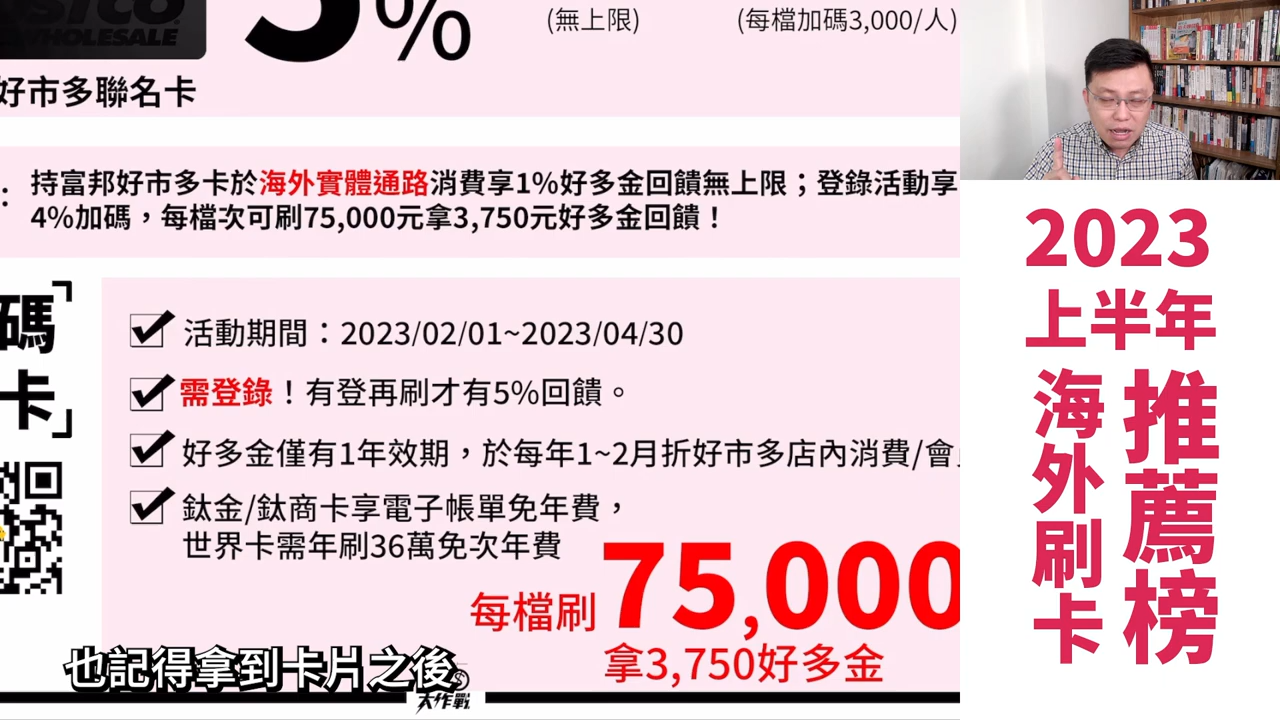 WHOLESALE
%
(無上限)
(每檔加碼3,000/人)
好市多聯名卡
持富邦好市多卡於海外實體通路消費享1%好多金回饋無上限；登錄活動享
4%加碼，每檔次可刷75,000元拿3,750元好多金回饋！
碼
卡
活動期間：2023/02/01~2023/04/30
需登錄！有登再刷才有5%回饋。
好多金僅有1年效期，於每年1~2月折好市多店內消費/會
鈦金/鈦商卡享電子帳單免年費，
世界卡需年刷36萬免次年費
每檔刷 75,000
拿3,750好多金
也記得拿到卡片之後
大作戰
2023
上半年
海外刷卡
推薦榜